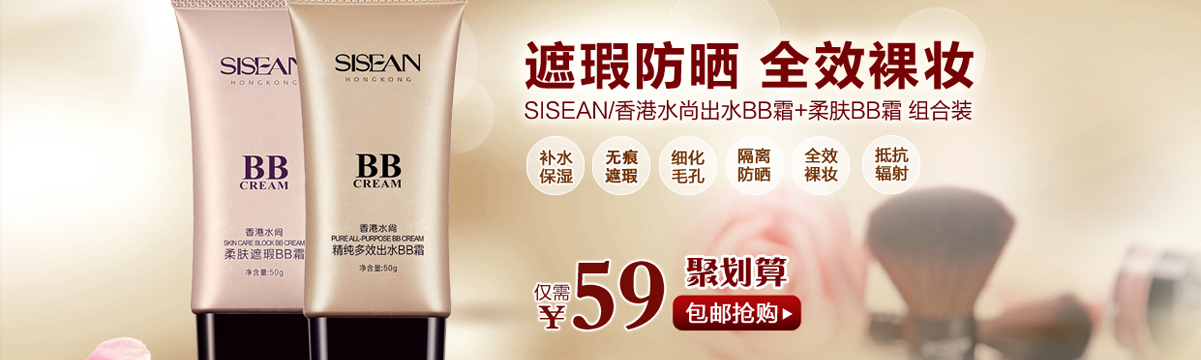 SISEAN
HONGKONG
BB
CREAM
香港水尚
SKIN CARE BLOCK BB CREAM
柔肤遮瑕BB霜
净含量:50g
SISEAN
HONGKONG
BB
CREAM
香港水尚
PURE ALL-PURPOSE BB CREAM
精纯多效出水BB霜
净含量:50g
遮瑕防晒 全效裸妆
SISEAN/香港水尚出水BB霜+柔肤BB霜 组合装
补水
保湿
无痕
遮瑕
细化
毛孔
隔离
防晒
全效
裸妆
抵抗
辐射
仅需
¥59
聚划算
包邮抢购